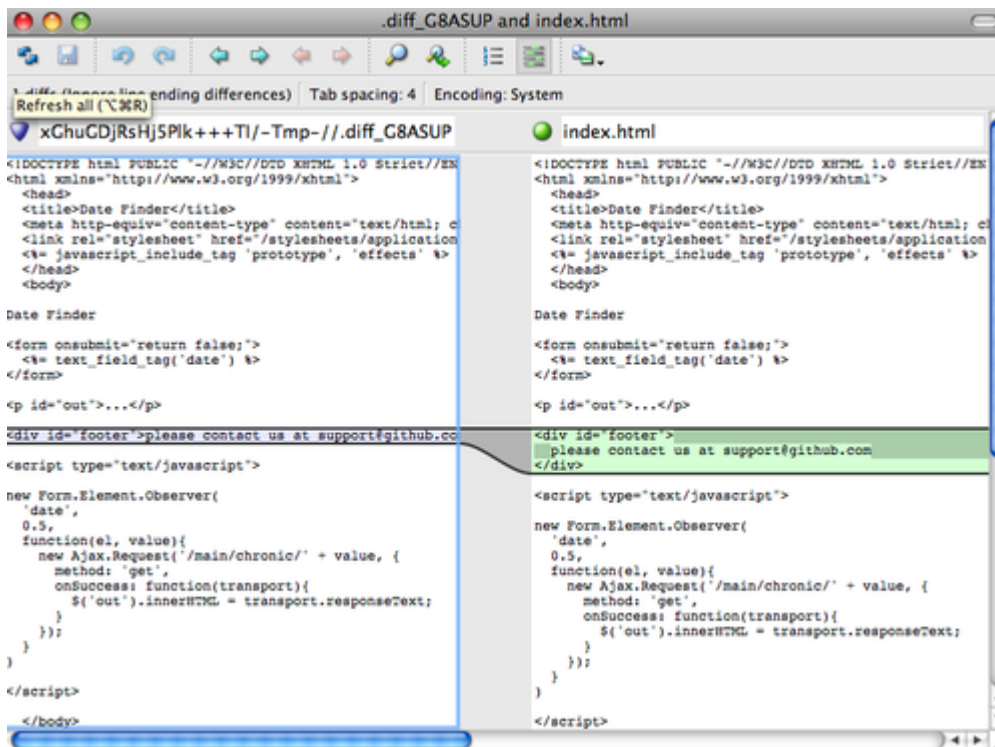 .diff_G8ASUP and index.html
ending differences) Tab spacing: 4 Encoding: System
Refresh all (⌥⌘R)
xGhuGDjRsHj5Plk+++TI/-Tmp-//.diff_G8ASUP
<!DOCTYPE html PUBLIC "-//W3C//DTD XHTML 1.0 Strict//EN
<html xmlns="http://www.w3.org/1999/xhtml">
<head>
<title>Date Finder</title>
<meta http-equiv="content-type" content="text/html; c
<link rel="stylesheet" href="/stylesheets/application
<%= javascript_include_tag 'prototype', 'effects' %>
</head>
<body>
Date Finder
<form onsubmit="return false;">
<%= text_field_tag('date') %>
</form>
<p id="out">...</p>
<div id="footer">please contact us at support@github.co
<script type="text/javascript">
new Form.Element.Observer(
'date',
0.5,
function(el, value){
new Ajax.Request('/main/chronic/' + value, {
method: 'get',
onSuccess: function(transport){
$('out').innerHTML = transport.responseText;
}
});
}
)
</script>
</body>
index.html
<!DOCTYPE html PUBLIC "-//W3C//DTD XHTML 1.0 Strict//EN
<html xmlns="http://www.w3.org/1999/xhtml">
<head>
<title>Date Finder</title>
<meta http-equiv="content-type" content="text/html; c
<link rel="stylesheet" href="/stylesheets/application
<%= javascript_include_tag 'prototype', 'effects' %>
</head>
<body>
Date Finder
<form onsubmit="return false;">
<%= text_field_tag('date') %>
</form>
<p id="out">...</p>
<div id="footer">
please contact us at support@github.com
</div>
<script type="text/javascript">
new Form.Element.Observer(
'date',
0.5,
function(el, value){
new Ajax.Request('/main/chronic/' + value, {
method: 'get',
onSuccess: function(transport){
$('out').innerHTML = transport.responseText;
}
});
}
)
</script>